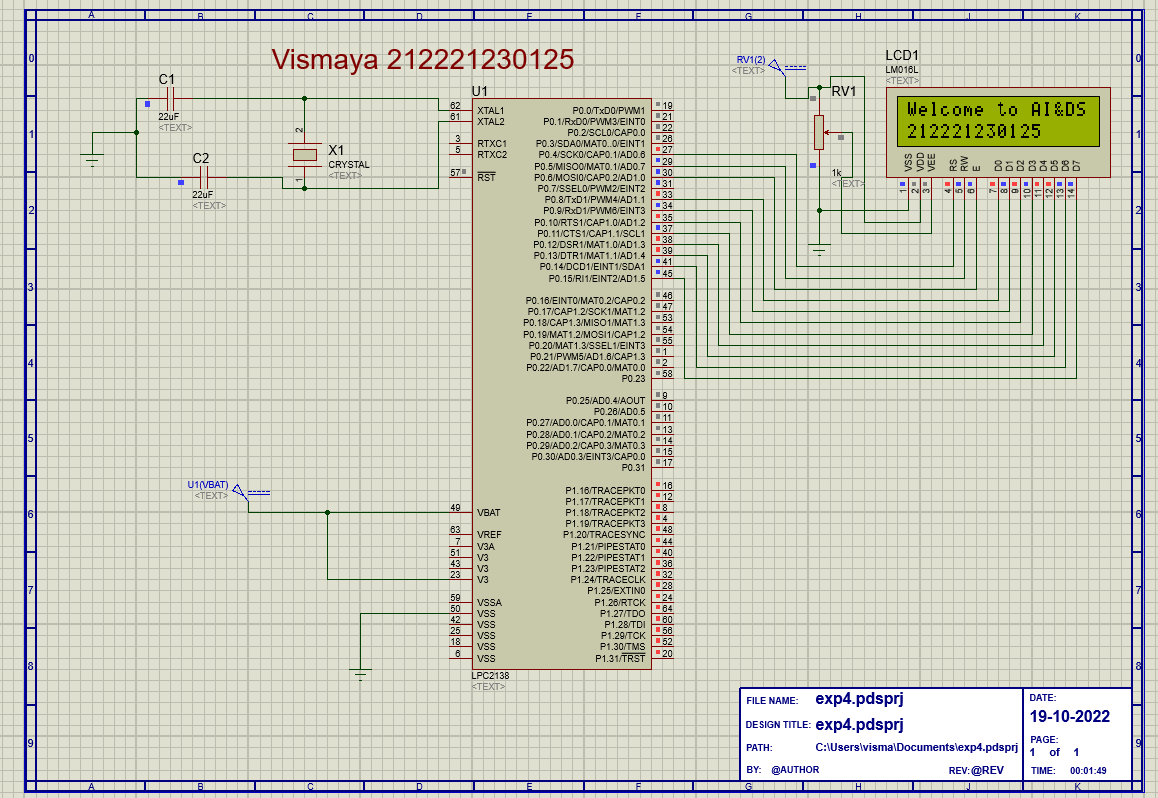 A B C D E F G H J K
Vismaya 212221230125
RV1(2)
<TEXT>
LCD1
LM016L
<TEXT>
C1
22uF
<TEXT>
C2
22uF
<TEXT>
2
X1
CRYSTAL
<TEXT>
1
RV1
1k
<TEXT>
Welcome to AI&DS
212221230125
VSS VDD VEE RS RW E D0 D1 D2 D3 D4 D5 D6 D7
1 2 3 4 5 6 7 8 9 10 11 12 13 14
U1
62 XTAL1
61 XTAL2
3 RTXC1
5 RTXC2
57 RST
P0.0/TxD0/PWM1 19
P0.1/RxD0/PWM3/EINT0 21
P0.2/SCL0/CAP0.0 22
P0.3/SDA0/MAT0..0/EINT1 26
P0.4/SCK0/CAP0.1/AD0.6 27
P0.5/MISO0/MAT0.1/AD0.7 29
P0.6/MOSI0/CAP0.2/AD1.0 30
P0.7/SSEL0/PWM2/EINT2 31
P0.8/TxD1/PWM4/AD1.1 33
P0.9/RxD1/PWM6/EINT3 34
P0.10/RTS1/CAP1.0/AD1.2 35
P0.11/CTS1/CAP1.1/SCL1 37
P0.12/DSR1/MAT1.0/AD1.3 38
P0.13/DTR1/MAT1.1/AD1.4 39
P0.14/DCD1/EINT1/SDA1 41
P0.15/RI1/EINT2/AD1.5 45
P0.16/EINT0/MAT0.2/CAP0.2 46
P0.17/CAP1.2/SCK1/MAT1.2 47
P0.18/CAP1.3/MISO1/MAT1.3 53
P0.19/MAT1.2/MOSI1/CAP1.2 54
P0.20/MAT1.3/SSEL1/EINT3 55
P0.21/PWM5/AD1.6/CAP1.3 1
P0.22/AD1.7/CAP0.0/MAT0.0 2
P0.23 58
P0.25/AD0.4/AOUT 9
P0.26/AD0.5 10
P0.27/AD0.0/CAP0.1/MAT0.1 11
P0.28/AD0.1/CAP0.2/MAT0.2 13
P0.29/AD0.2/CAP0.3/MAT0.3 14
P0.30/AD0.3/EINT3/CAP0.0 15
P0.31 17
P1.16/TRACEPKT0 16
P1.17/TRACEPKT1 12
P1.18/TRACEPKT2 8
P1.19/TRACEPKT3 4
P1.20/TRACESYNC 48
P1.21/PIPESTAT0 44
P1.22/PIPESTAT1 40
P1.23/PIPESTAT2 36
P1.24/TRACECLK 32
P1.25/EXTIN0 28
P1.26/RTCK 24
P1.27/TDO 64
P1.28/TDI 60
P1.29/TCK 56
P1.30/TMS 52
P1.31/TRST 20
U1(VBAT)
<TEXT>
49 VBAT
63 VREF
7 V3A
51 V3
43 V3
23 V3
59 VSSA
50 VSS
42 VSS
25 VSS
18 VSS
6 VSS
LPC2138
<TEXT>
0 0
1 1
2 2
3 3
4 4
5 5
6 6
7 7
8 8
9 9
FILE NAME: exp4.pdsprj
DESIGN TITLE: exp4.pdsprj
PATH: C:\Users\visma\Documents\exp4.pdsprj
BY: @AUTHOR REV:@REV
DATE:
19-10-2022
PAGE:
1 of 1
TIME: 00:01:49
A B C D E F G H J K